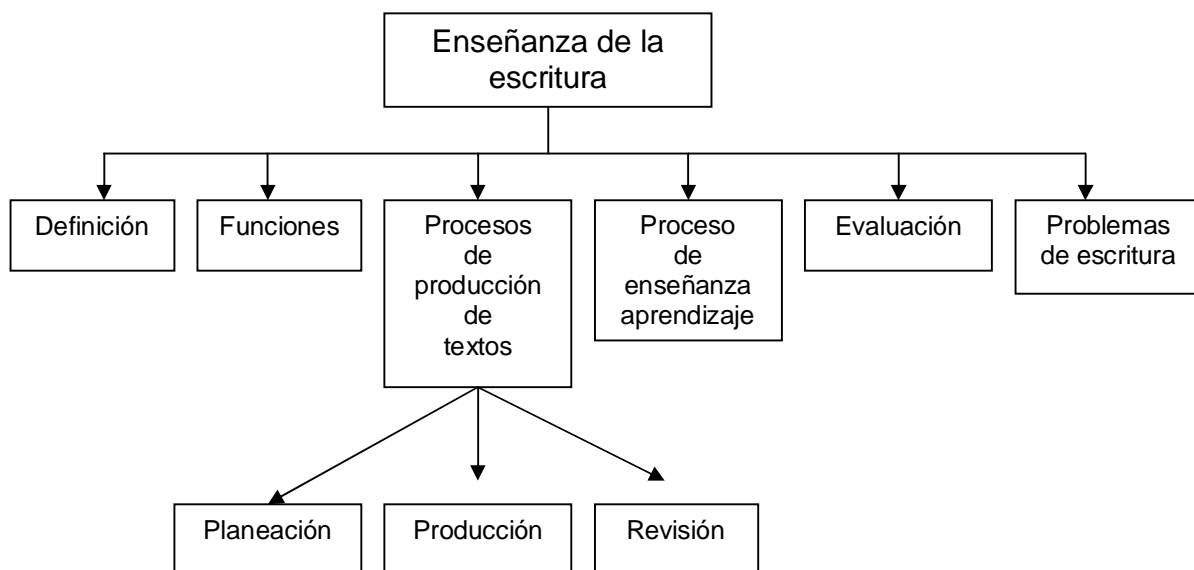 Enseñanza de la
escritura
Definición
Funciones
Procesos
de
producción
de
textos
Proceso
de
enseñanza
aprendizaje
Evaluación
Problemas
de escritura
Planeación
Producción
Revisión